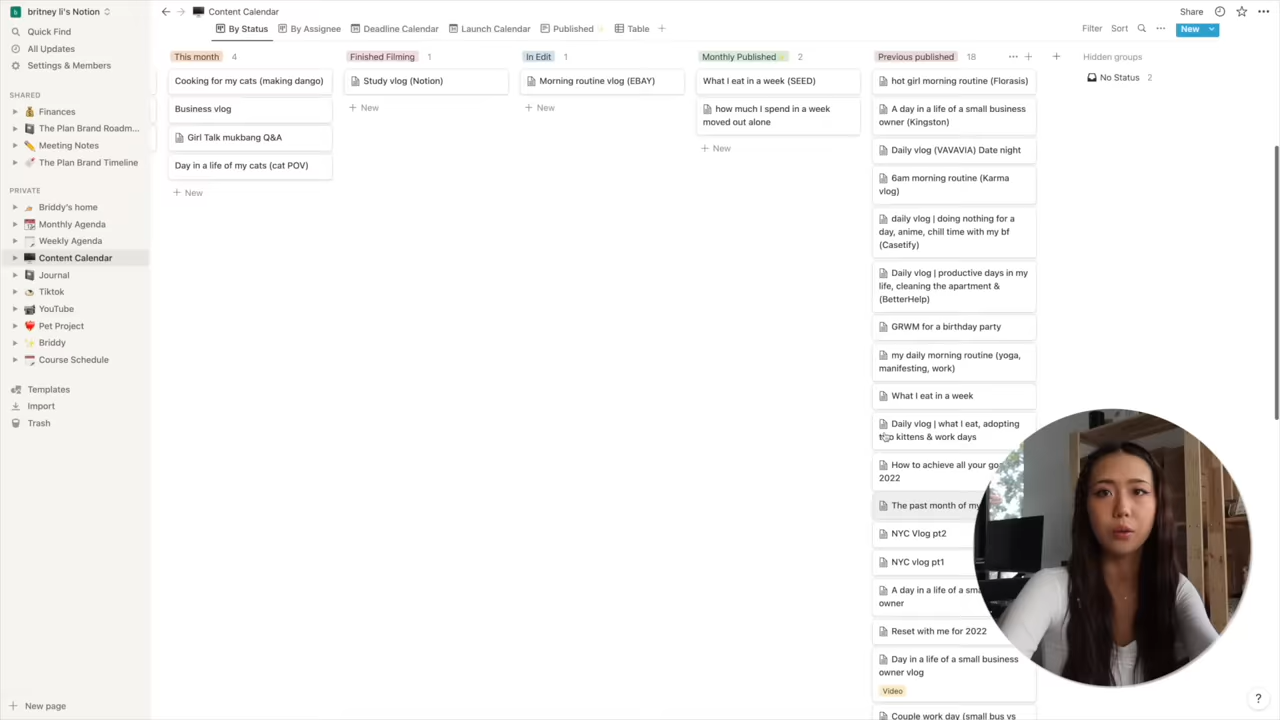 britney li's Notion
Quick Find
All Updates
Settings & Members
SHARED
Finances
The Plan Brand Roadm...
Meeting Notes
The Plan Brand Timeline
PRIVATE
Briddy's home
Monthly Agenda
Weekly Agenda
Content Calendar
Journal
Tiktok
YouTube
Pet Project
Briddy
Course Schedule
Templates
Import
Trash
New page
Content Calendar
Share
By Status
By Assignee
Deadline Calendar
Launch Calendar
Published
Table
Filter
Sort
New
This month 4
Cooking for my cats (making dango)
Business vlog
Girl Talk mukbang Q&A
Day in a life of my cats (cat POV)
New
Finished Filming 1
Study vlog (Notion)
New
In Edit 1
Morning routine vlog (EBAY)
New
Monthly Published 2
What I eat in a week (SEED)
how much I spend in a week
moved out alone
New
Previous published 18
hot girl morning routine (Florasis)
A day in a life of a small business
owner (Kingston)
Daily vlog (VAVAVIA) Date night
6am morning routine (Karma
vlog)
daily vlog | doing nothing for a
day, anime, chill time with my bf
(Casetify)
Daily vlog | productive days in my
life, cleaning the apartment &
(BetterHelp)
GRWM for a birthday party
my daily morning routine (yoga,
manifesting, work)
What I eat in a week
Daily vlog | what I eat, adopting
kittens & work days
How to achieve all your
2022
The past month of my
NYC Vlog pt2
NYC vlog pt1
A day in a life of a
owner
Reset with me for 2022
Day in a life of a small business
owner vlog
Video
Couple work day (small bus vs
Hidden groups
No Status 2
?